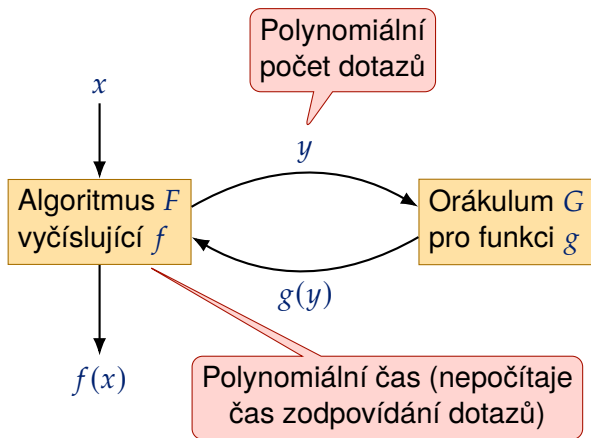 Polynomiální
počet dotazů
x
y
Algoritmus F
vyčíslující f
Orákulum G
pro funkci g
g(y)
f(x)
Polynomiální čas (nepočítaje
čas zodpovídání dotazů)